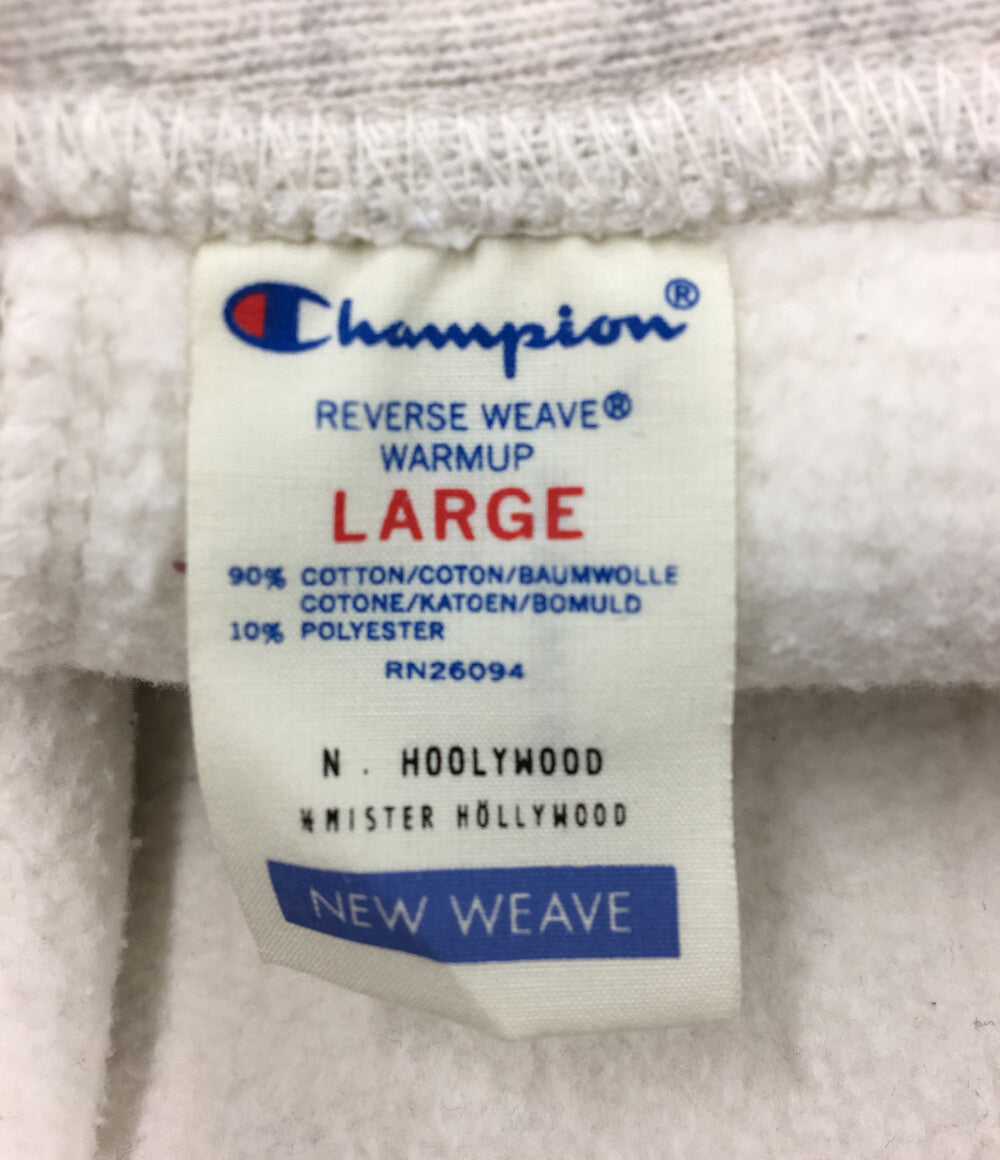 Champion®
REVERSE WEAVE®
WARMUP
LARGE
90% COTTON/COTON/BAUMWOLLE
COTONE/KATOEN/BOMULD
10% POLYESTER
RN26094
N. HOOLYWOOD
MISTER HÖLLYWOOD
NEW WEAVE